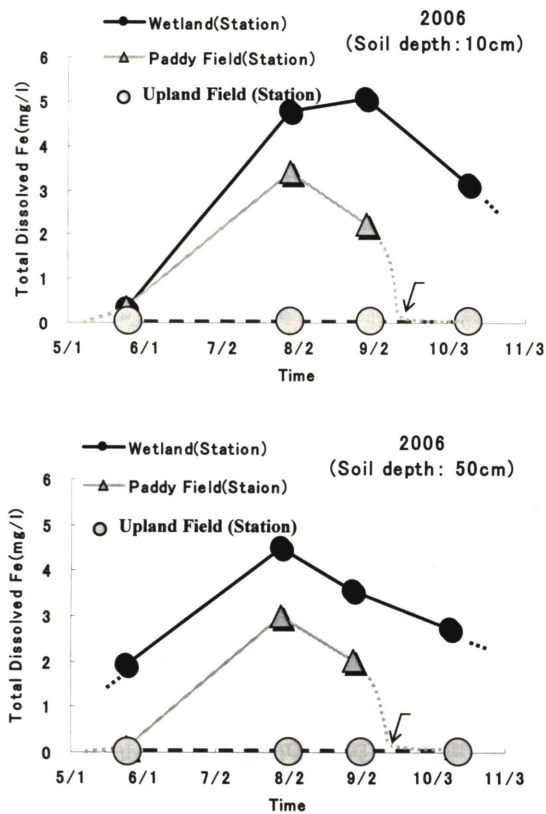 2006
(Soil depth:10cm)
Wetland(Station)
Paddy Field(Station)
Upland Field (Station)
Total Dissolved Fe(mg/l)
6
5
4
3
2
1
0
5/1 6/1 7/2 8/2 9/2 10/3 11/3
Time
2006
(Soil depth: 50cm)
Wetland(Station)
Paddy Field(Staion)
Upland Field (Station)
Total Dissolved Fe(mg/l)
6
5
4
3
2
1
0
5/1 6/1 7/2 8/2 9/2 10/3 11/3
Time